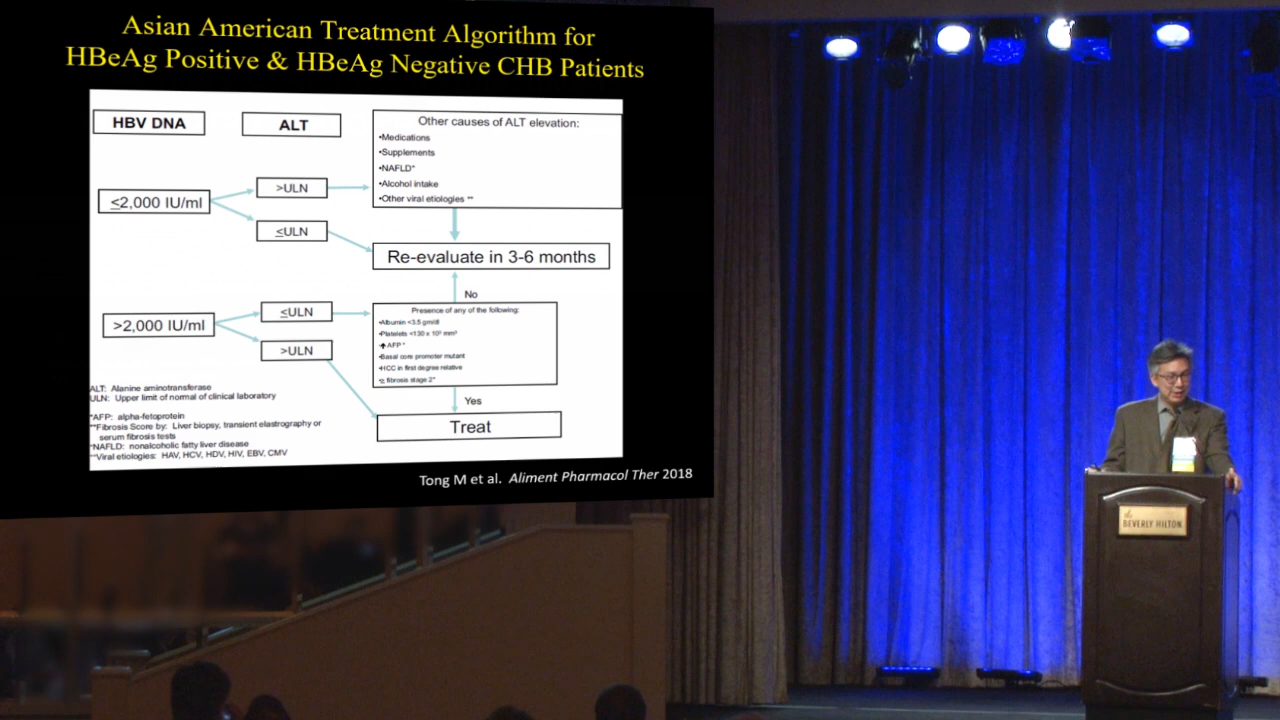 Asian American Treatment Algorithm for
HBeAg Positive & HBeAg Negative CHB Patients
HBV DNA
ALT
Other causes of ALT elevation:
•Medications
•Supplements
•NAFLD⁺
•Alcohol intake
•Other viral etiologies **
≤2,000 IU/ml
>ULN
≤ULN
Re-evaluate in 3-6 months
No
>2,000 IU/ml
≤ULN
>ULN
Presence of any of the following:
•Albumin <3.5 gm/dl
•Platelets <130 x 10³ mm³
•↑ AFP *
•Basal core promoter mutant
•HCC in first degree relative
•≥ fibrosis stage 2*
Yes
Treat
ALT: Alanine aminotransferase
ULN: Upper limit of normal of clinical laboratory
*AFP: alpha-fetoprotein
**Fibrosis Score by: Liver biopsy, transient elastography or
serum fibrosis tests
⁺NAFLD: nonalcoholic fatty liver disease
**Viral etiologies: HAV, HCV, HDV, HIV, EBV, CMV
Tong M et al. Aliment Pharmacol Ther 2018
the
BEVERLY HILTON